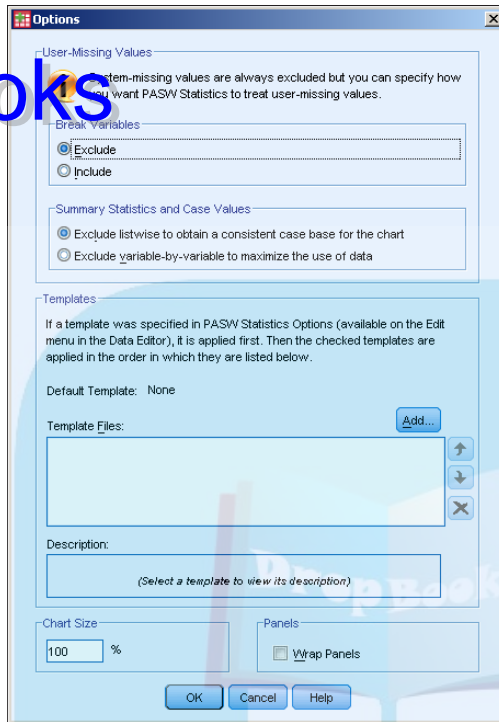 Options
User-Missing Values
oks
System-missing values are always excluded but you can specify how
you want PASW Statistics to treat user-missing values.
Break Variables
Exclude
Include
Summary Statistics and Case Values
Exclude listwise to obtain a consistent case base for the chart
Exclude variable-by-variable to maximize the use of data
Templates
If a template was specified in PASW Statistics Options (available on the Edit
menu in the Data Editor), it is applied first. Then the checked templates are
applied in the order in which they are listed below.
Default Template: None
Template Files:
Add...
Description:
(Select a template to view its description)
DropBook
Chart Size
100 %
Panels
Wrap Panels
OK Cancel Help